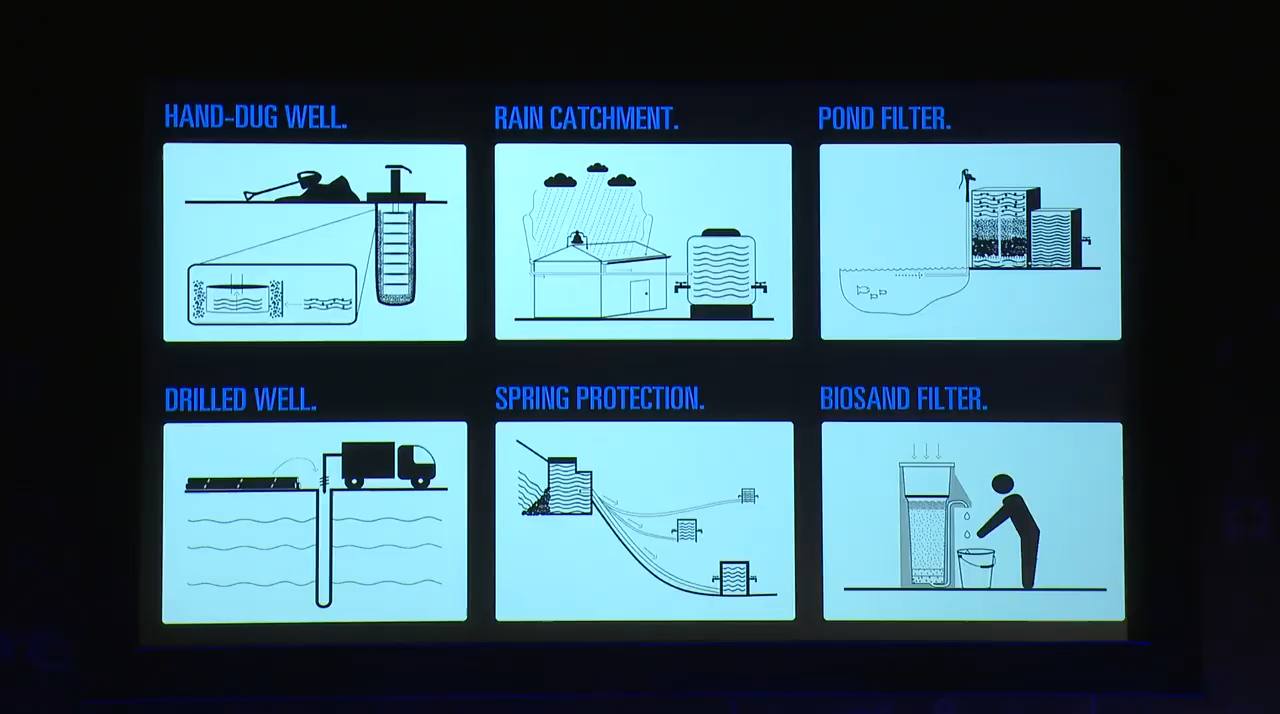 HAND-DUG WELL.
RAIN CATCHMENT.
POND FILTER.
DRILLED WELL.
SPRING PROTECTION.
BIOSAND FILTER.